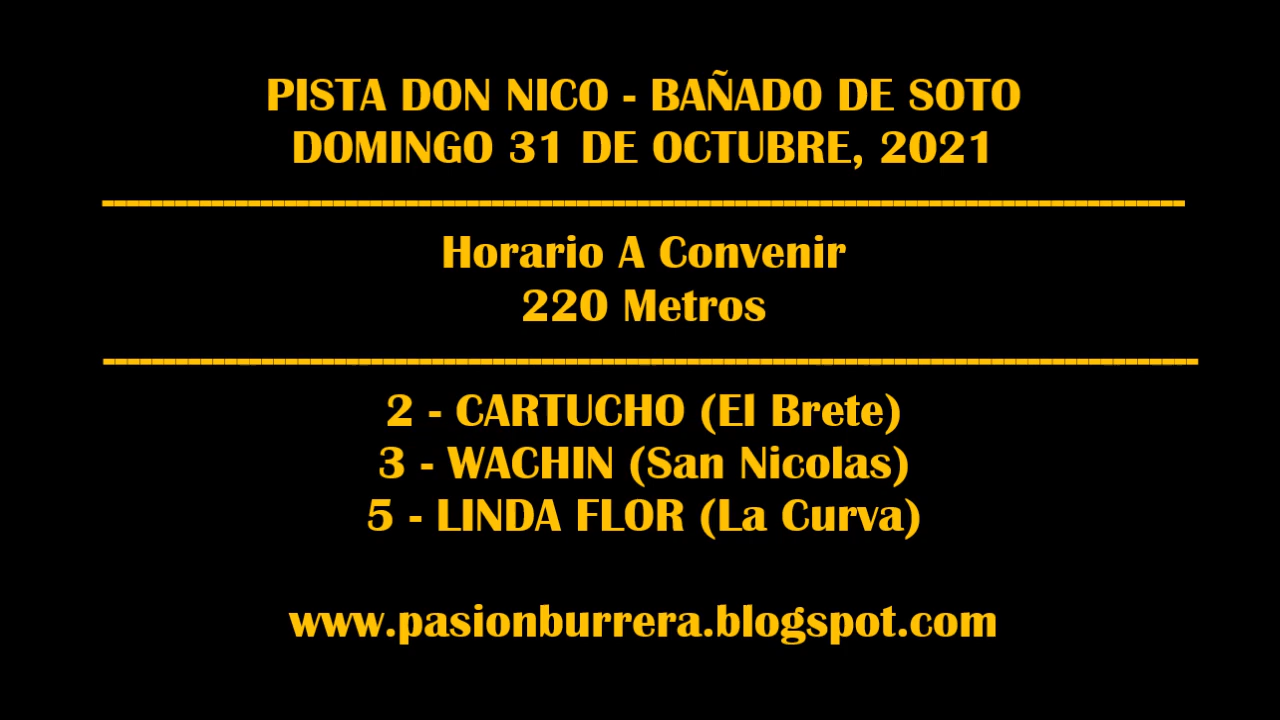 PISTA DON NICO - BAÑADO DE SOTO
DOMINGO 31 DE OCTUBRE, 2021
Horario A Convenir
220 Metros
2 - CARTUCHO (El Brete)
3 - WACHIN (San Nicolas)
5 - LINDA FLOR (La Curva)
www.pasionburrera.blogspot.com